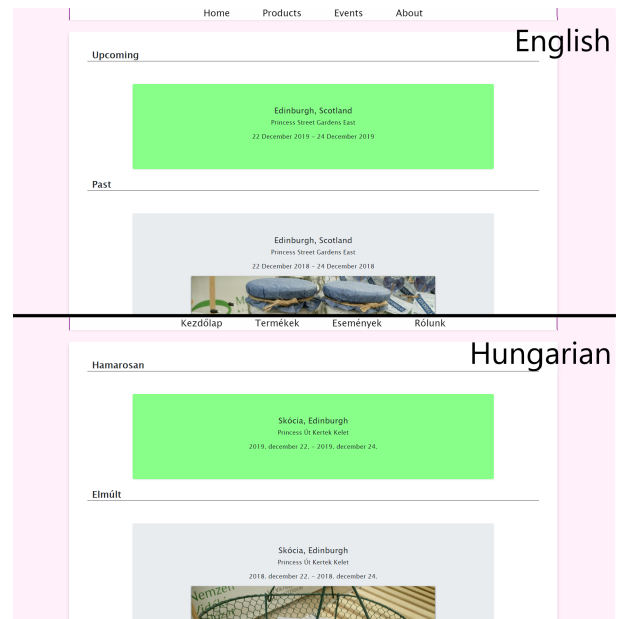 Home Products Events About
English
Upcoming
Edinburgh, Scotland
Princess Street Gardens East
22 December 2019 – 24 December 2019
Past
Edinburgh, Scotland
Princess Street Gardens East
22 December 2018 – 24 December 2018
Kezdőlap Termékek Események Rólunk
Hungarian
Hamarosan
Skócia, Edinburgh
Princess Út Kertek Kelet
2019. december 22. – 2019. december 24.
Elmúlt
Skócia, Edinburgh
Princess Út Kertek Kelet
2018. december 22. – 2018. december 24.